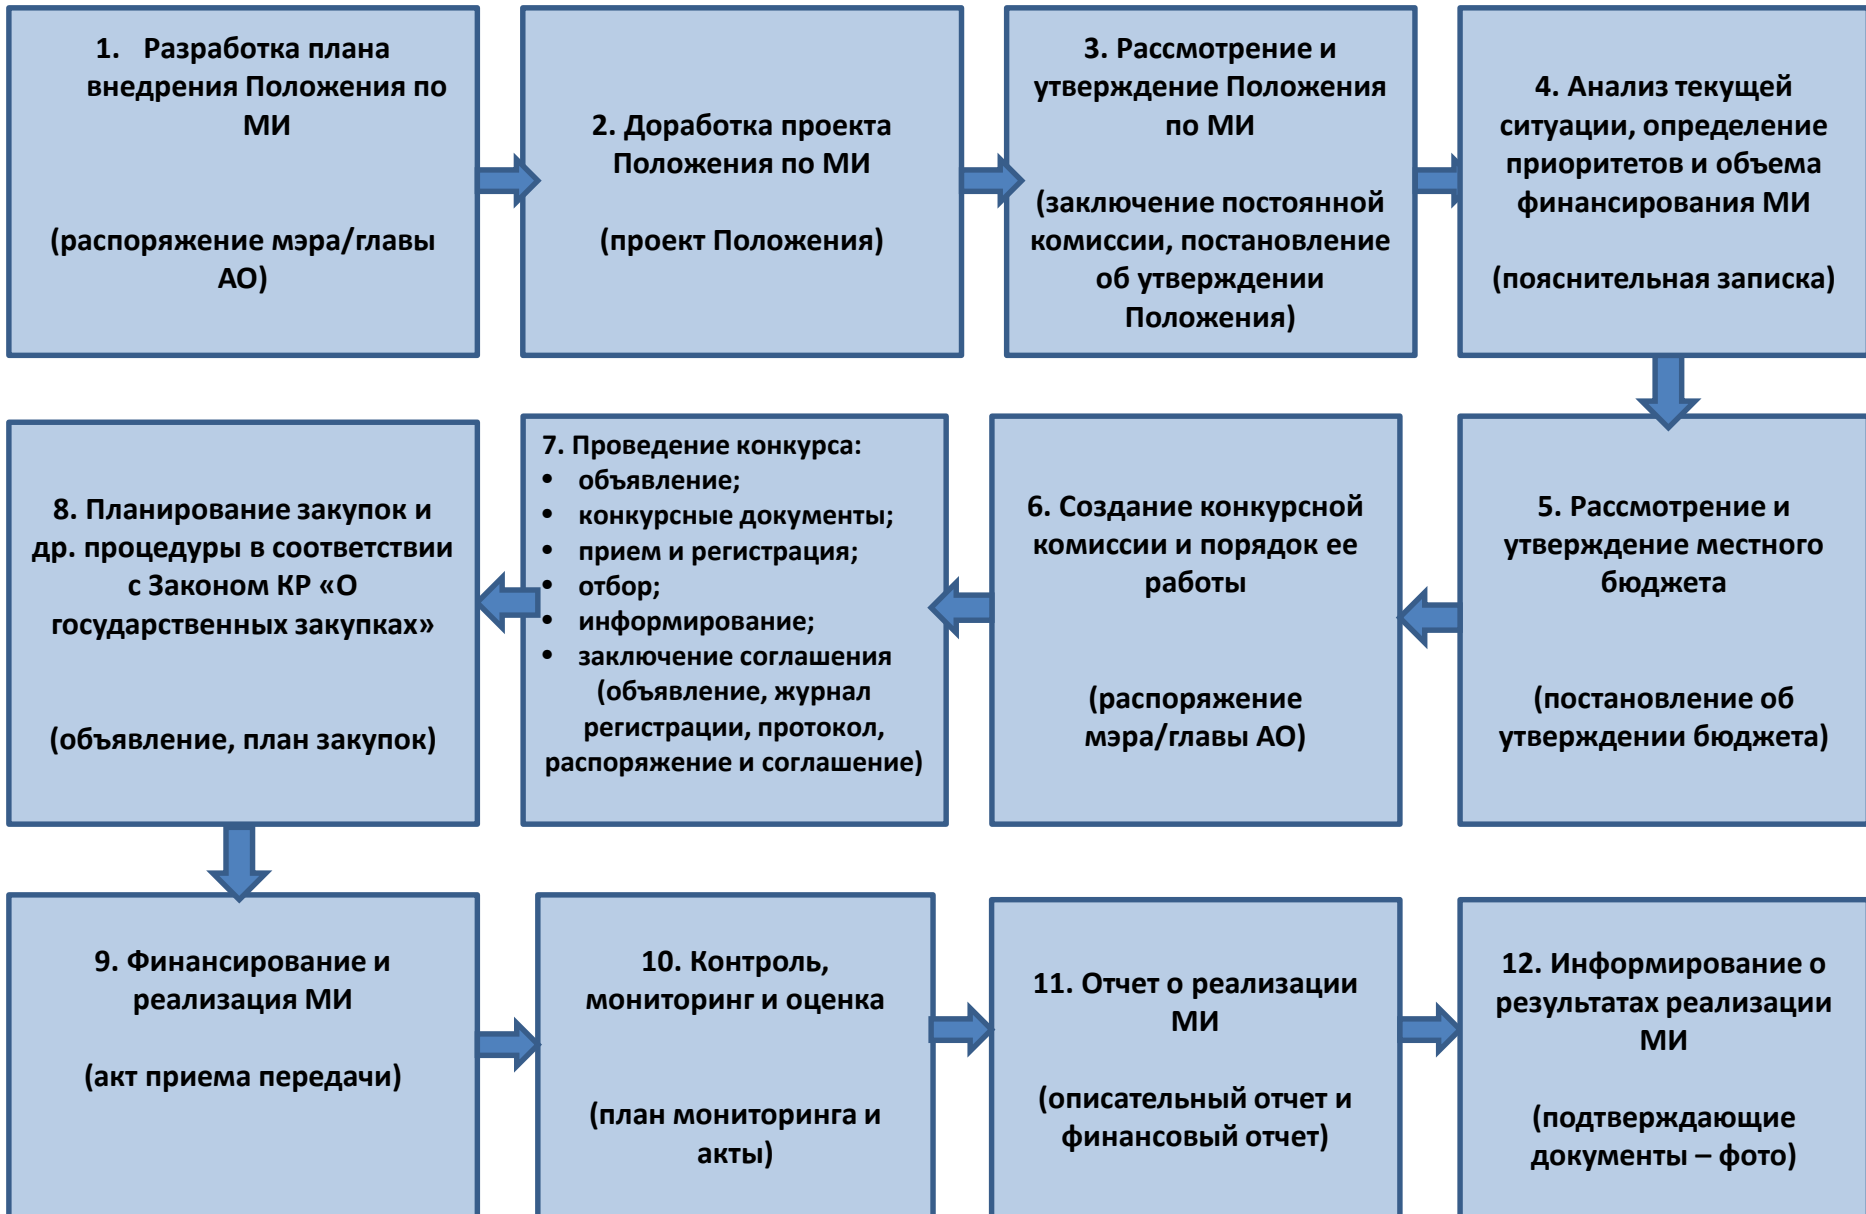 1. Разработка плана
внедрения Положения по
МИ
(распоряжение мэра/главы
АО)
2. Доработка проекта
Положения по МИ
(проект Положения)
3. Рассмотрение и
утверждение Положения
по МИ
(заключение постоянной
комиссии, постановление
об утверждении
Положения)
4. Анализ текущей
ситуации, определение
приоритетов и объема
финансирования МИ
(пояснительная записка)
5. Рассмотрение и
утверждение местного
бюджета
(постановление об
утверждении бюджета)
6. Создание конкурсной
комиссии и порядок ее
работы
(распоряжение
мэра/главы АО)
7. Проведение конкурса:
• объявление;
• конкурсные документы;
• прием и регистрация;
• отбор;
• информирование;
• заключение соглашения
(объявление, журнал
регистрации, протокол,
распоряжение и соглашение)
8. Планирование закупок и
др. процедуры в соответствии
с Законом КР «О
государственных закупках»
(объявление, план закупок)
9. Финансирование и
реализация МИ
(акт приема передачи)
10. Контроль,
мониторинг и оценка
(план мониторинга и
акты)
11. Отчет о реализации
МИ
(описательный отчет и
финансовый отчет)
12. Информирование о
результатах реализации
МИ
(подтверждающие
документы – фото)